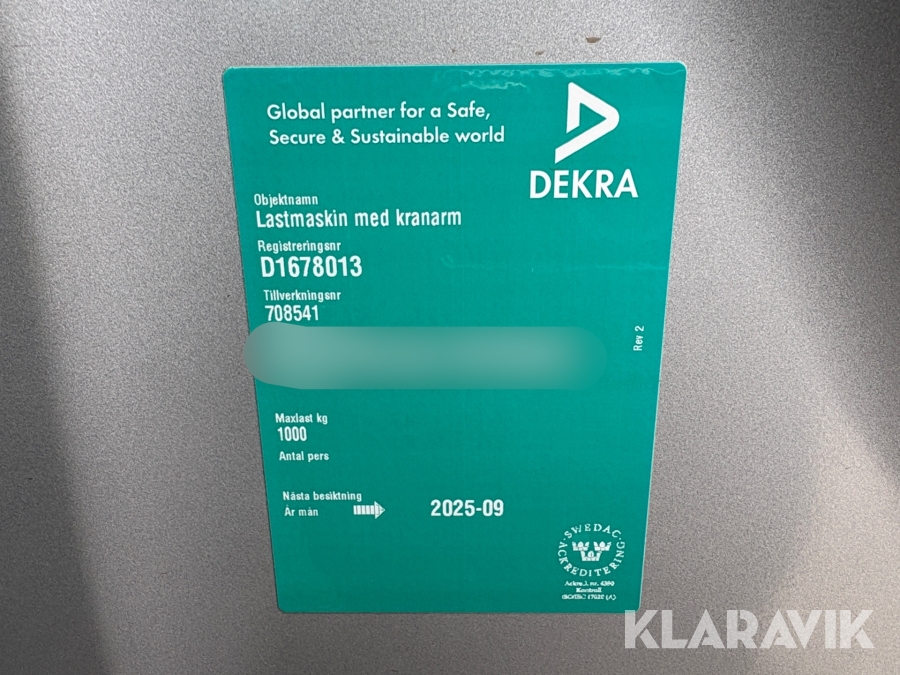 Global partner for a Safe,
Secure & Sustainable world
DEKRA
Objektnamn
Lastmaskin med kranarm
Registreringsnr
D1678013
Tillverkningsnr
708541
Rev 2
Maxlast kg
1000
Antal pers
Nästa besiktning
År mån
2025-09
SWEDAC
ACKREDITERING
Kontroll
KLARAVIK